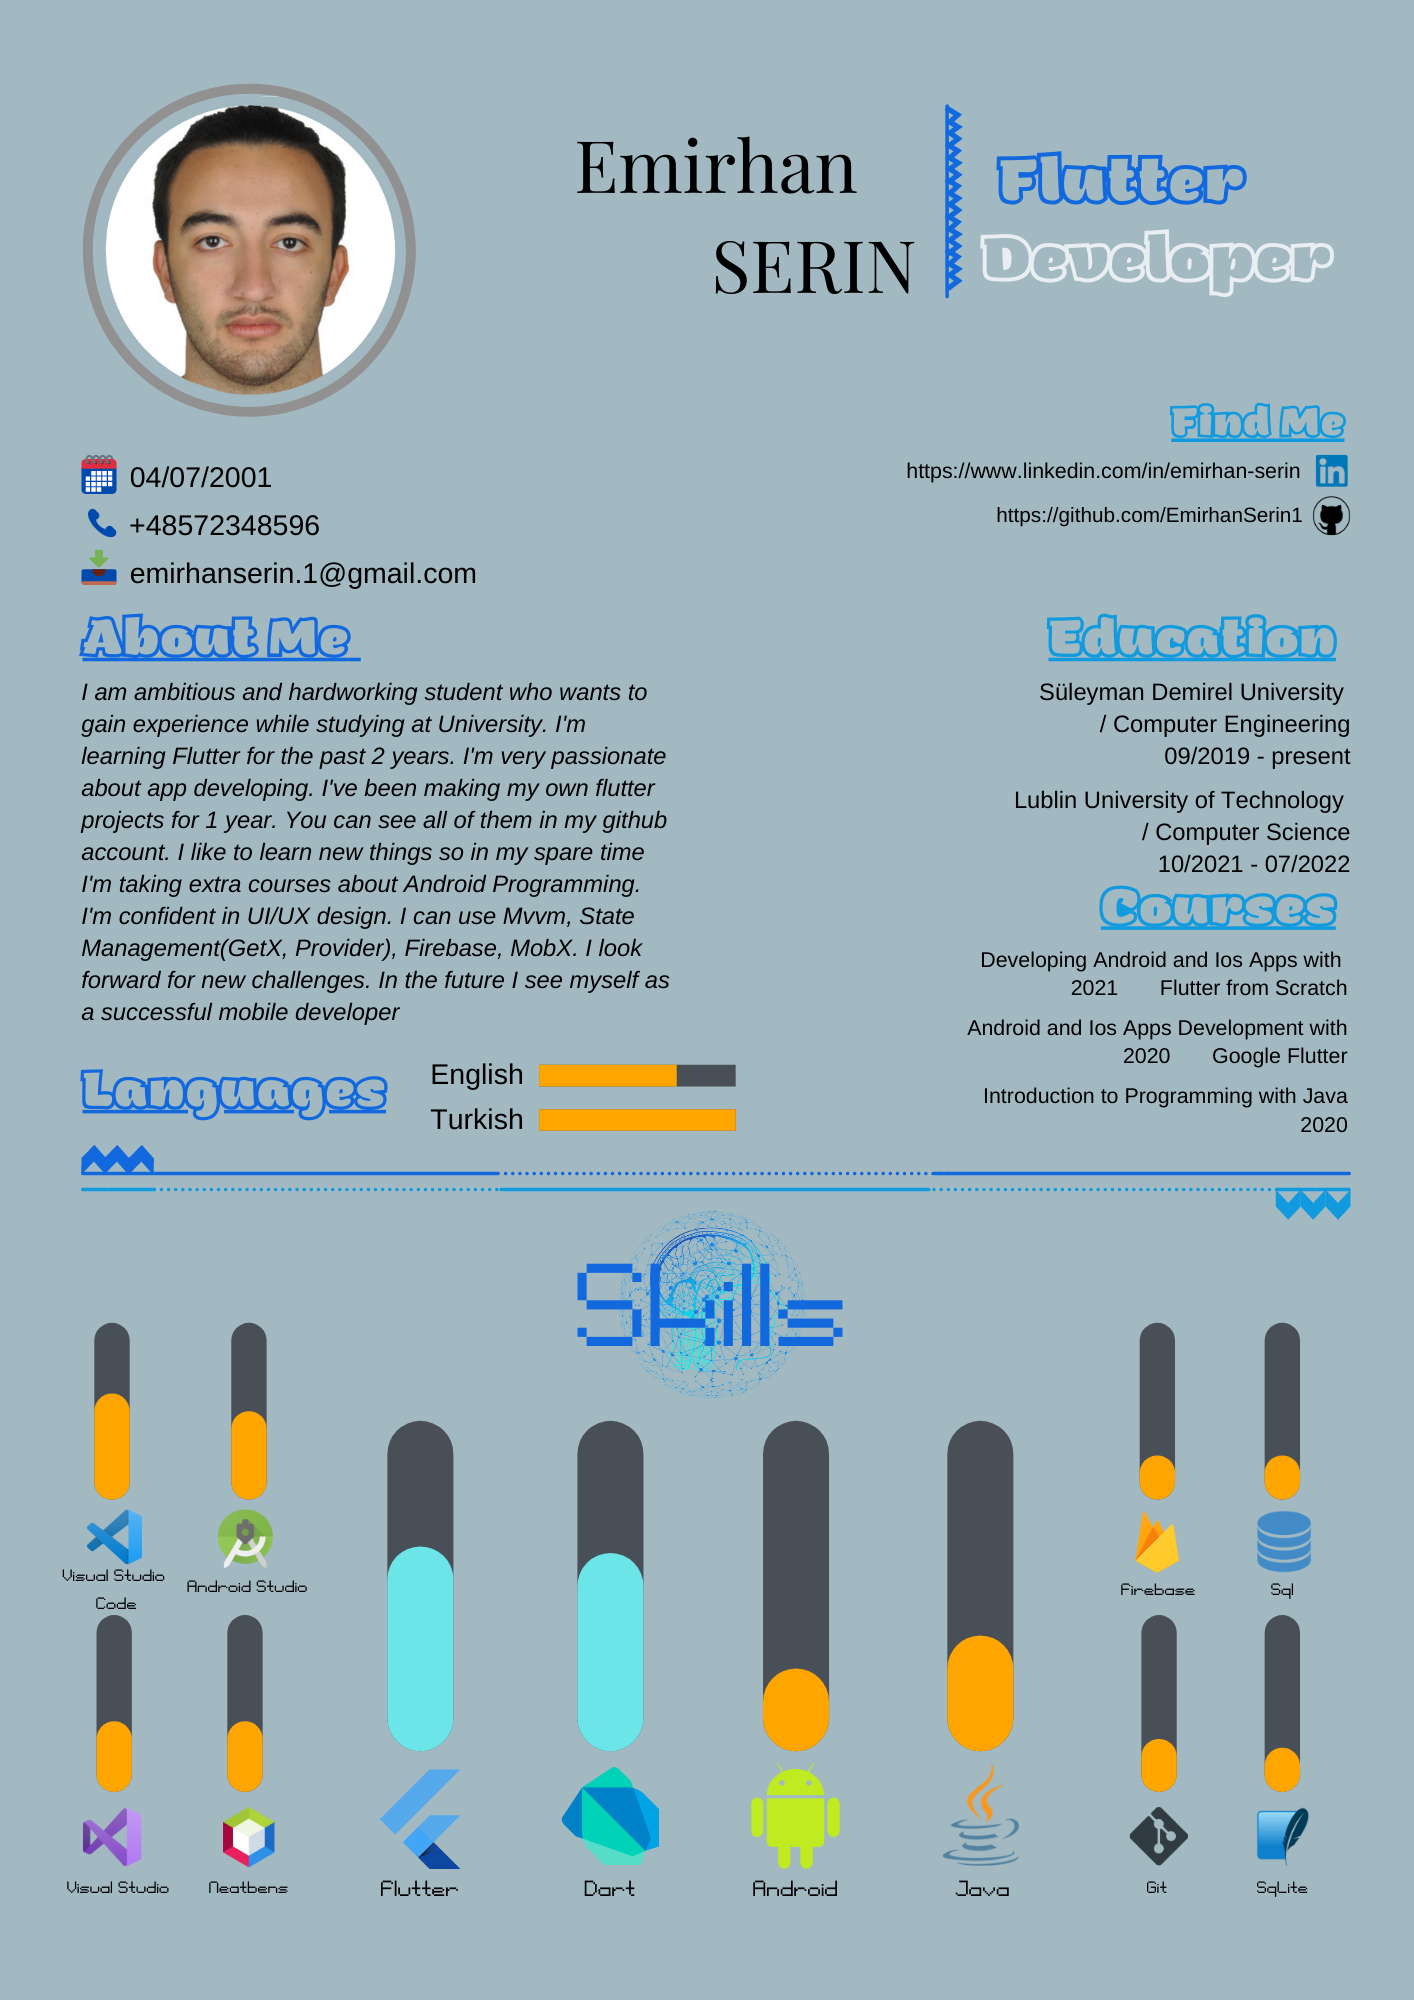 Emirhan
SERIN
Flutter
Developer
Find Me
https://www.linkedin.com/in/emirhan-serin
in
https://github.com/EmirhanSerin1
04/07/2001
+48572348596
emirhanserin.1@gmail.com
About Me
I am ambitious and hardworking student who wants to
gain experience while studying at University. I'm
learning Flutter for the past 2 years. I'm very passionate
about app developing. I've been making my own flutter
projects for 1 year. You can see all of them in my github
account. I like to learn new things so in my spare time
I'm taking extra courses about Android Programming.
I'm confident in UI/UX design. I can use Mvvm, State
Management(GetX, Provider), Firebase, MobX. I look
forward for new challenges. In the future I see myself as
a successful mobile developer
Education
Süleyman Demirel University
/ Computer Engineering
09/2019 - present
Lublin University of Technology
/ Computer Science
10/2021 - 07/2022
Courses
Developing Android and Ios Apps with
2021 Flutter from Scratch
Android and Ios Apps Development with
2020 Google Flutter
Introduction to Programming with Java
2020
Languages
English
Turkish
Skills
Visual Studio
Code
Android Studio
Firebase
Sql
Visual Studio
Neatbens
Flutter
Dart
Android
Java
Git
SqLite